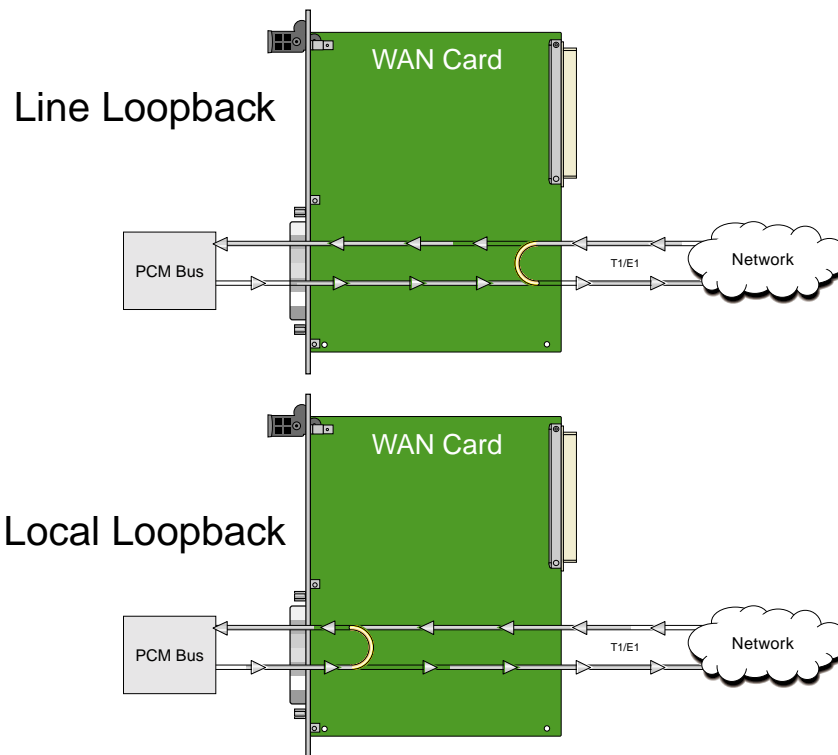 WAN Card
Line Loopback
PCM Bus
T1/E1
Network
WAN Card
Local Loopback
PCM Bus
T1/E1
Network